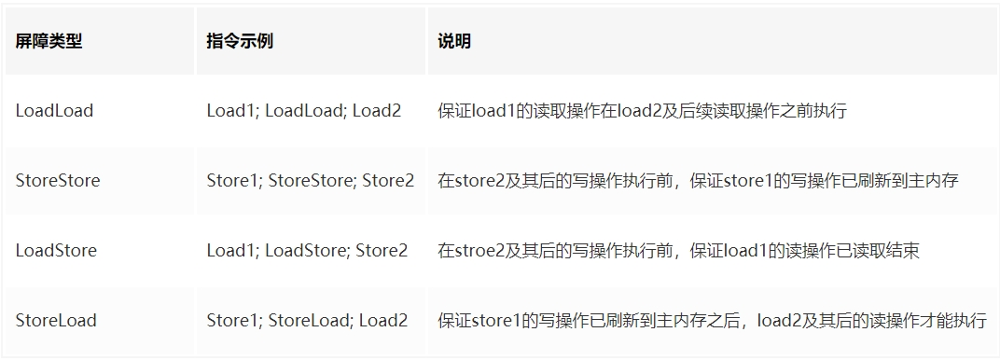 屏障类型 指令示例 说明
LoadLoad Load1; LoadLoad; Load2 保证load1的读取操作在load2及后续读取操作之前执行
StoreStore Store1; StoreStore; Store2 在store2及其后的写操作执行前，保证store1的写操作已刷新到主内存
LoadStore Load1; LoadStore; Store2 在stroe2及其后的写操作执行前，保证load1的读操作已读取结束
StoreLoad Store1; StoreLoad; Load2 保证store1的写操作已刷新到主内存之后，load2及其后的读操作才能执行